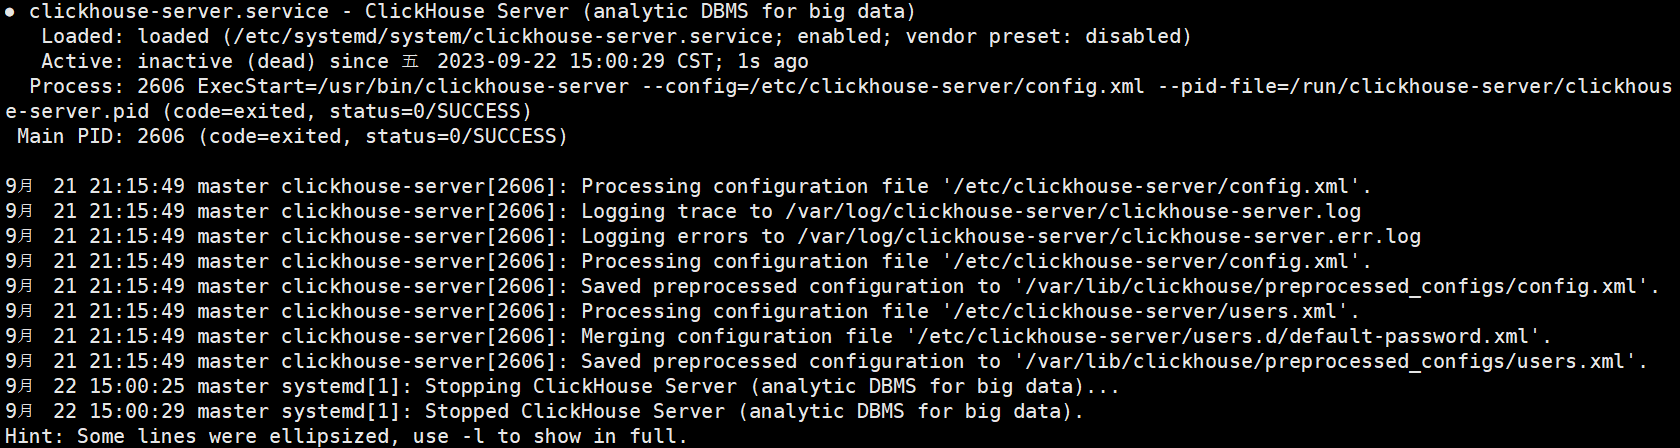 ● clickhouse-server.service - ClickHouse Server (analytic DBMS for big data)
Loaded: loaded (/etc/systemd/system/clickhouse-server.service; enabled; vendor preset: disabled)
Active: inactive (dead) since 五 2023-09-22 15:00:29 CST; 1s ago
Process: 2606 ExecStart=/usr/bin/clickhouse-server --config=/etc/clickhouse-server/config.xml --pid-file=/run/clickhouse-server/clickhous
e-server.pid (code=exited, status=0/SUCCESS)
Main PID: 2606 (code=exited, status=0/SUCCESS)
9月 21 21:15:49 master clickhouse-server[2606]: Processing configuration file '/etc/clickhouse-server/config.xml'.
9月 21 21:15:49 master clickhouse-server[2606]: Logging trace to /var/log/clickhouse-server/clickhouse-server.log
9月 21 21:15:49 master clickhouse-server[2606]: Logging errors to /var/log/clickhouse-server/clickhouse-server.err.log
9月 21 21:15:49 master clickhouse-server[2606]: Processing configuration file '/etc/clickhouse-server/config.xml'.
9月 21 21:15:49 master clickhouse-server[2606]: Saved preprocessed configuration to '/var/lib/clickhouse/preprocessed_configs/config.xml'.
9月 21 21:15:49 master clickhouse-server[2606]: Processing configuration file '/etc/clickhouse-server/users.xml'.
9月 21 21:15:49 master clickhouse-server[2606]: Merging configuration file '/etc/clickhouse-server/users.d/default-password.xml'.
9月 21 21:15:49 master clickhouse-server[2606]: Saved preprocessed configuration to '/var/lib/clickhouse/preprocessed_configs/users.xml'.
9月 22 15:00:25 master systemd[1]: Stopping ClickHouse Server (analytic DBMS for big data)...
9月 22 15:00:29 master systemd[1]: Stopped ClickHouse Server (analytic DBMS for big data).
Hint: Some lines were ellipsized, use -l to show in full.